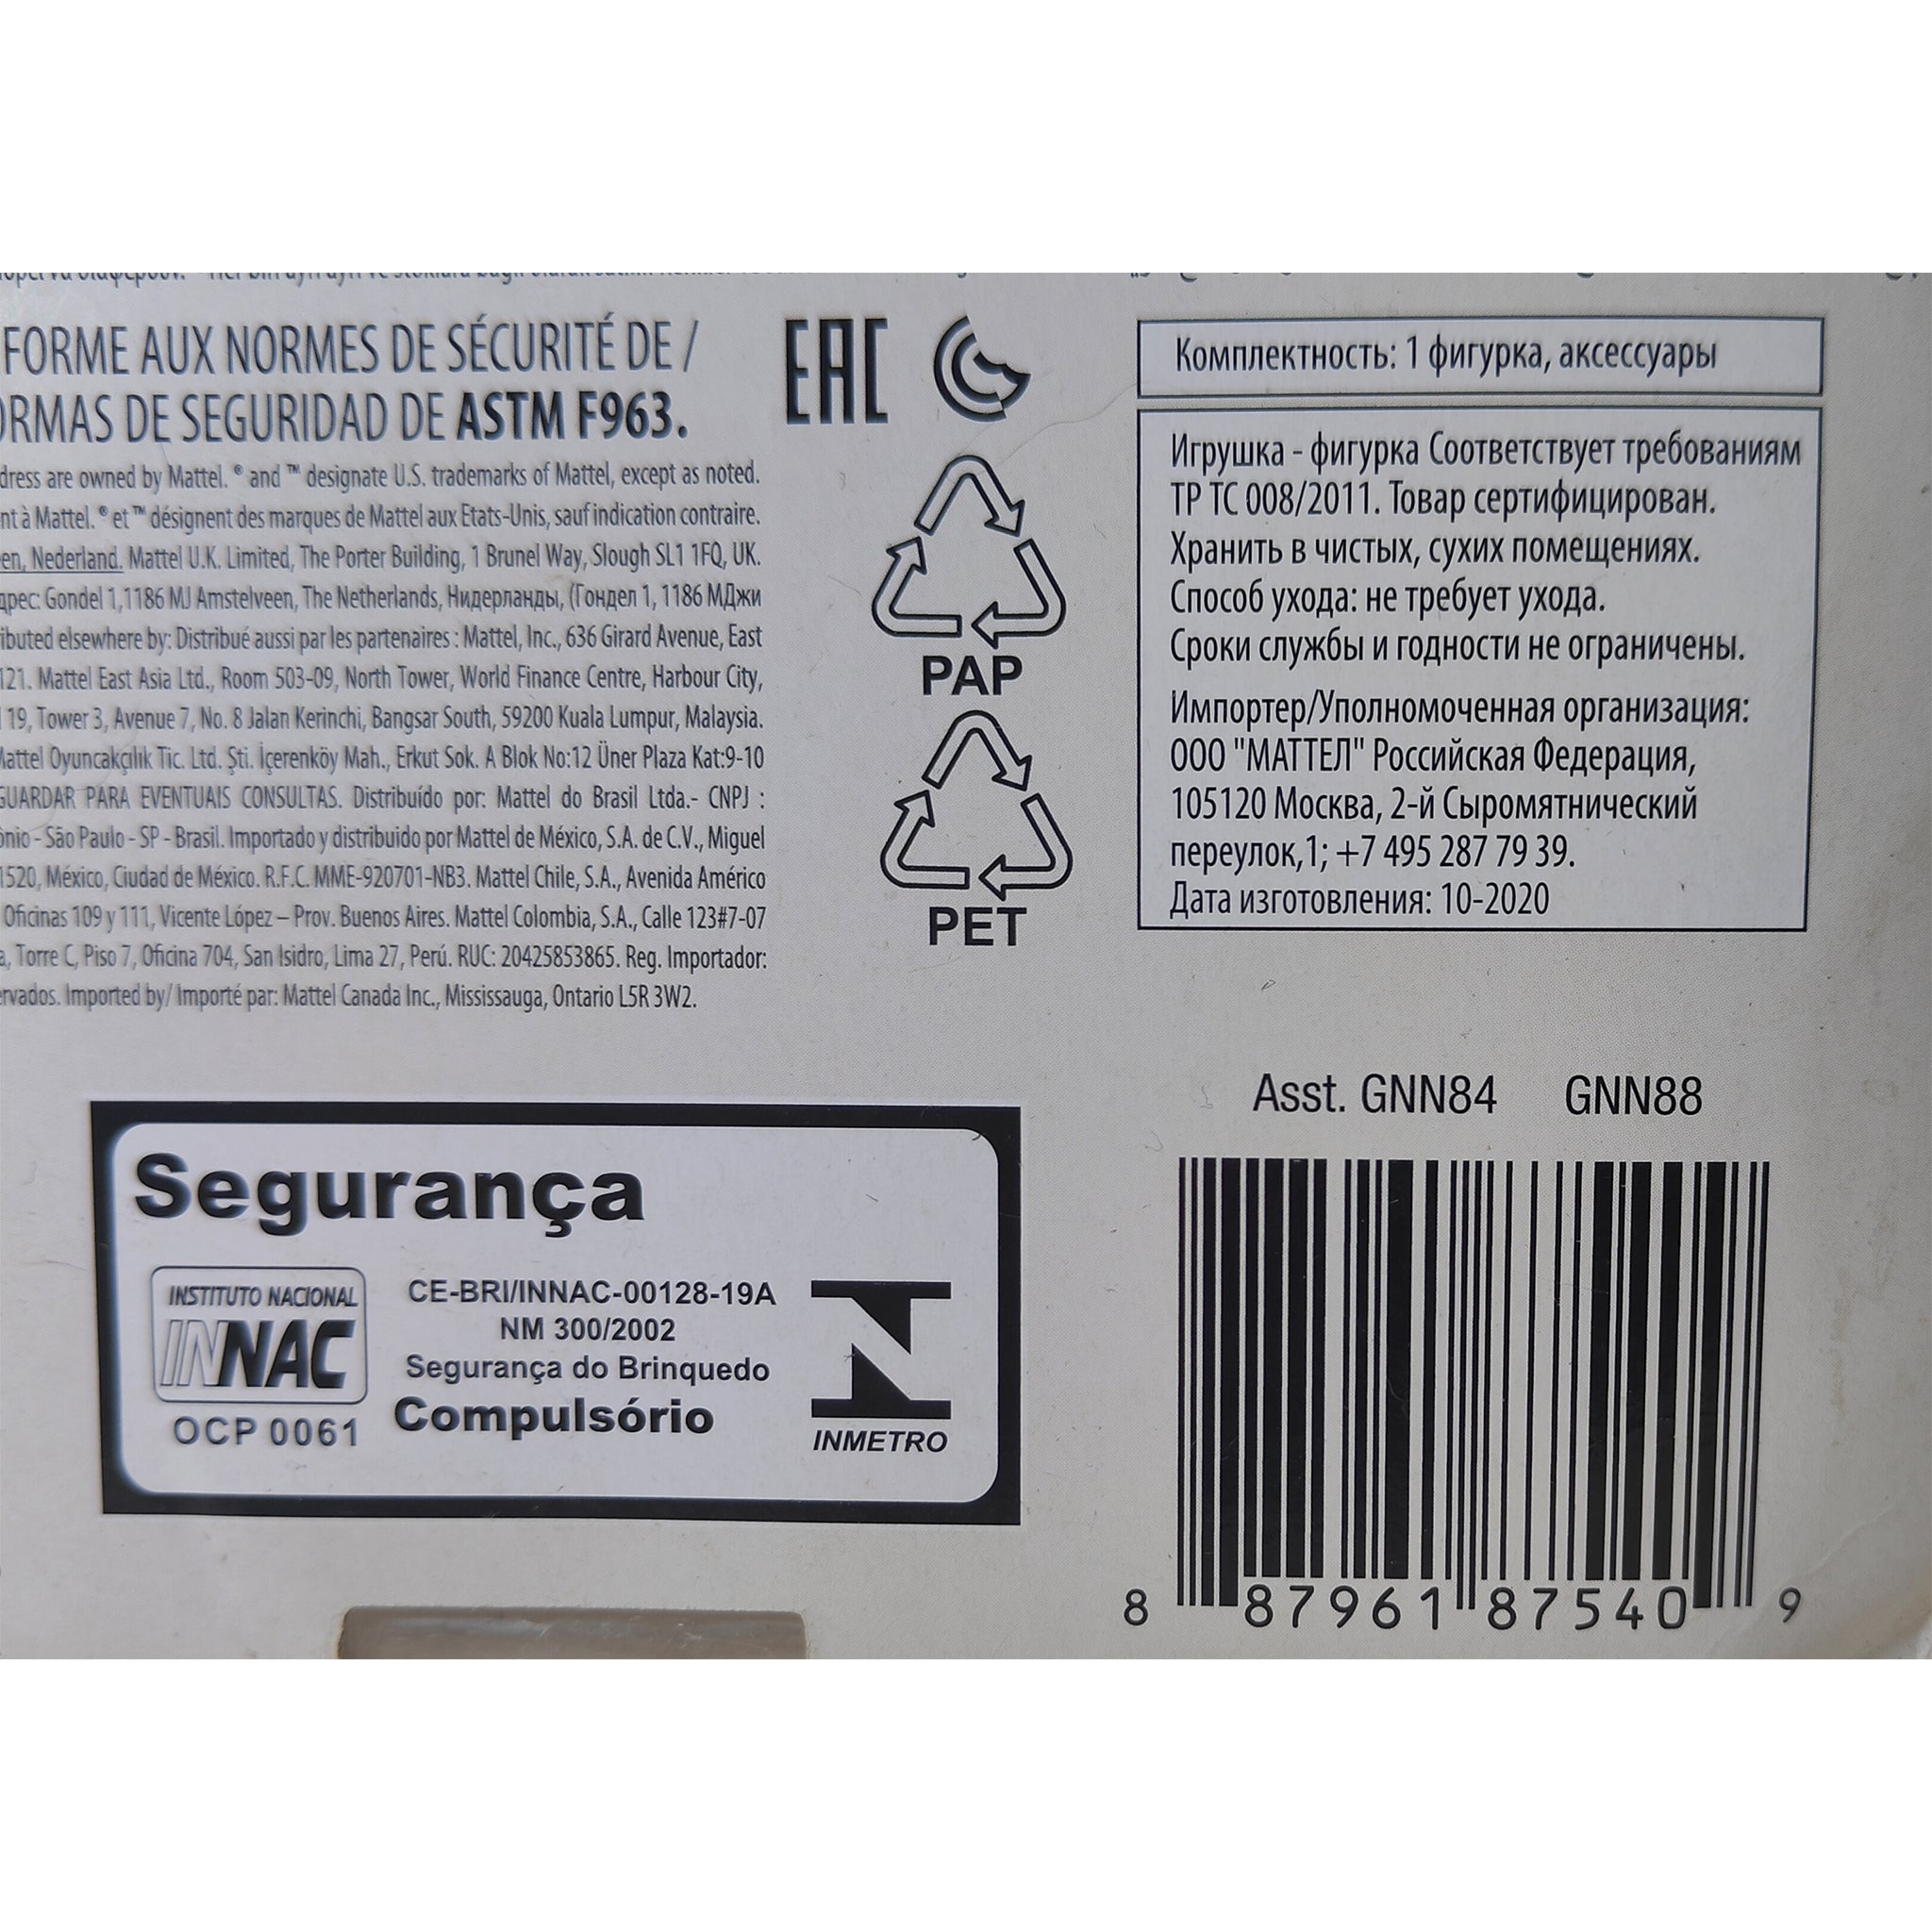 FORME AUX NORMES DE SÉCURITÉ DE /
ORMAS DE SEGURIDAD DE ASTM F963.
dress are owned by Mattel. ® and ™ designate U.S. trademarks of Mattel, except as noted.
nt à Mattel. ® et ™ désignent des marques de Mattel aux Etats-Unis, sauf indication contraire.
en, Nederland. Mattel U.K. Limited, The Porter Building, 1 Brunel Way, Slough SL1 1FQ, UK.
дрес: Gondel 1,1186 MJ Amstelveen, The Netherlands, Нидерланды, (Гондел 1, 1186 МДжи
ibuted elsewhere by: Distribué aussi par les partenaires : Mattel, Inc., 636 Girard Avenue, East
121. Mattel East Asia Ltd., Room 503-09, North Tower, World Finance Centre, Harbour City,
l 19, Tower 3, Avenue 7, No. 8 Jalan Kerinchi, Bangsar South, 59200 Kuala Lumpur, Malaysia.
Mattel Oyuncakçılık Tic. Ltd. Şti. İçerenköy Mah., Erkut Sok. A Blok No:12 Üner Plaza Kat:9-10
GUARDAR PARA EVENTUAIS CONSULTAS. Distribuído por: Mattel do Brasil Ltda.- CNPJ :
ônio - São Paulo - SP - Brasil. Importado y distribuido por Mattel de México, S.A. de C.V., Miguel
1520, México, Ciudad de México. R.F.C. MME-920701-NB3. Mattel Chile, S.A., Avenida Américo
Oficinas 109 y 111, Vicente López – Prov. Buenos Aires. Mattel Colombia, S.A., Calle 123#7-07
a, Torre C, Piso 7, Oficina 704, San Isidro, Lima 27, Perú. RUC: 20425853865. Reg. Importador:
ervados. Imported by/ Importé par: Mattel Canada Inc., Mississauga, Ontario L5R 3W2.
EAC
PAP
PET
Комплектность: 1 фигурка, аксессуары
Игрушка - фигурка Соответствует требованиям
ТР ТС 008/2011. Товар сертифицирован.
Хранить в чистых, сухих помещениях.
Способ ухода: не требует ухода.
Сроки службы и годности не ограничены.
Импортер/Уполномоченная организация:
ООО "МАТТЕЛ" Российская Федерация,
105120 Москва, 2-й Сыромятнический
переулок,1; +7 495 287 79 39.
Дата изготовления: 10-2020
Segurança
INSTITUTO NACIONAL
INNAC
OCP 0061
CE-BRI/INNAC-00128-19A
NM 300/2002
Segurança do Brinquedo
Compulsório
INMETRO
Asst. GNN84 GNN88
8 87961 87540 9